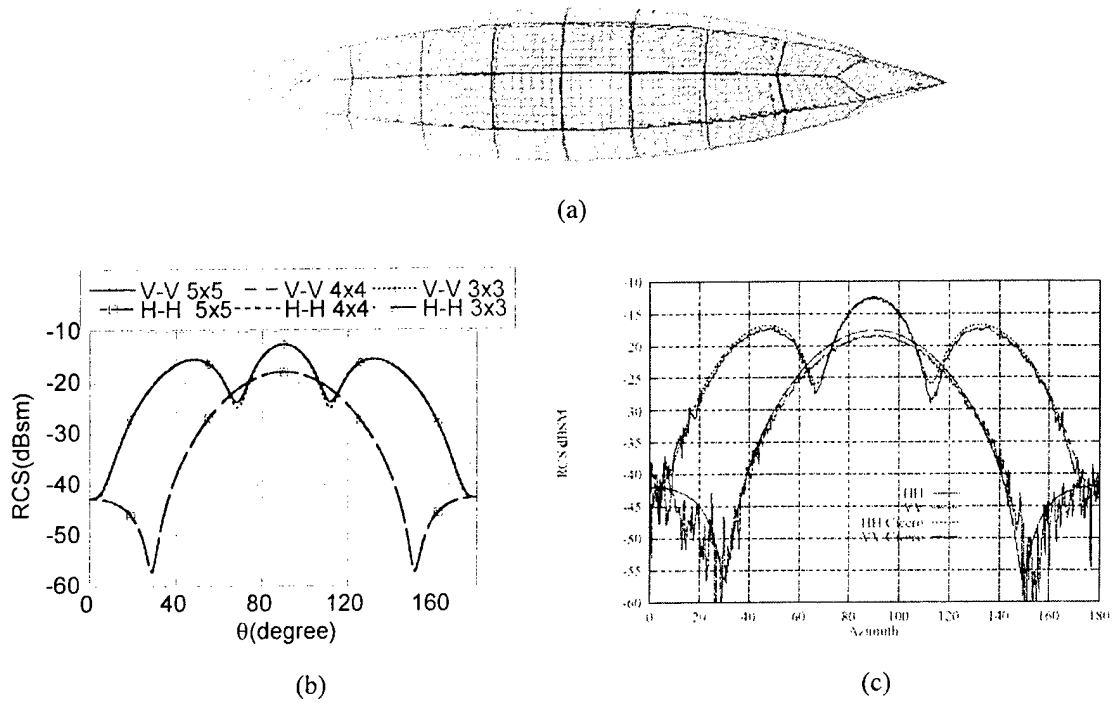 (a)
V-V 5x5 V-V 4x4 V-V 3x3
H-H 5x5 H-H 4x4 H-H 3x3
RCS(dBsm)
-10
-20
-30
-40
-50
-60
0 40 80 120 160
θ(degree)
(b)
RCS dBSM
-10
-15
-20
-25
-30
-35
-40
-45
-50
-55
-60
HH
0 20 40 60 80 100 120 140 160 180
Azimuth
(c)